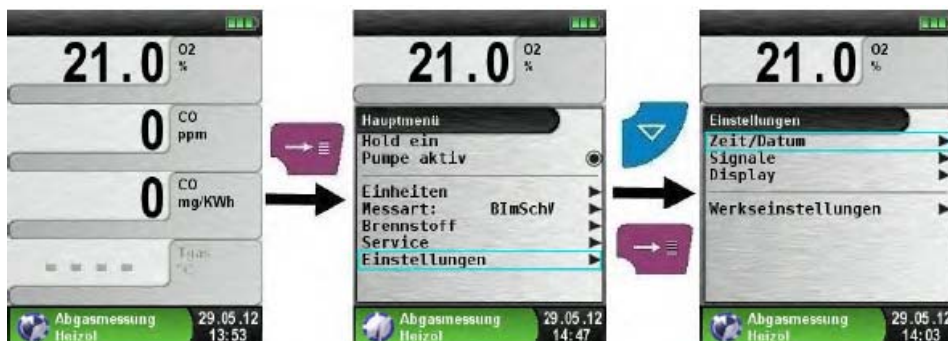 21.0 O2 %
0 CO ppm
0 CO mg/KWh
- - - - Tgas °C
Abgasmessung 29.05.12
Heizöl 13:53
21.0 O2 %
Hauptmenü
Hold ein
Pumpe aktiv
Einheiten
Messart: BImSchV
Brennstoff
Service
Einstellungen
Abgasmessung 29.05.12
Heizöl 14:47
21.0 O2 %
Einstellungen
Zeit/Datum
Signale
Display
Werkseinstellungen
Abgasmessung 29.05.12
Heizöl 14:03